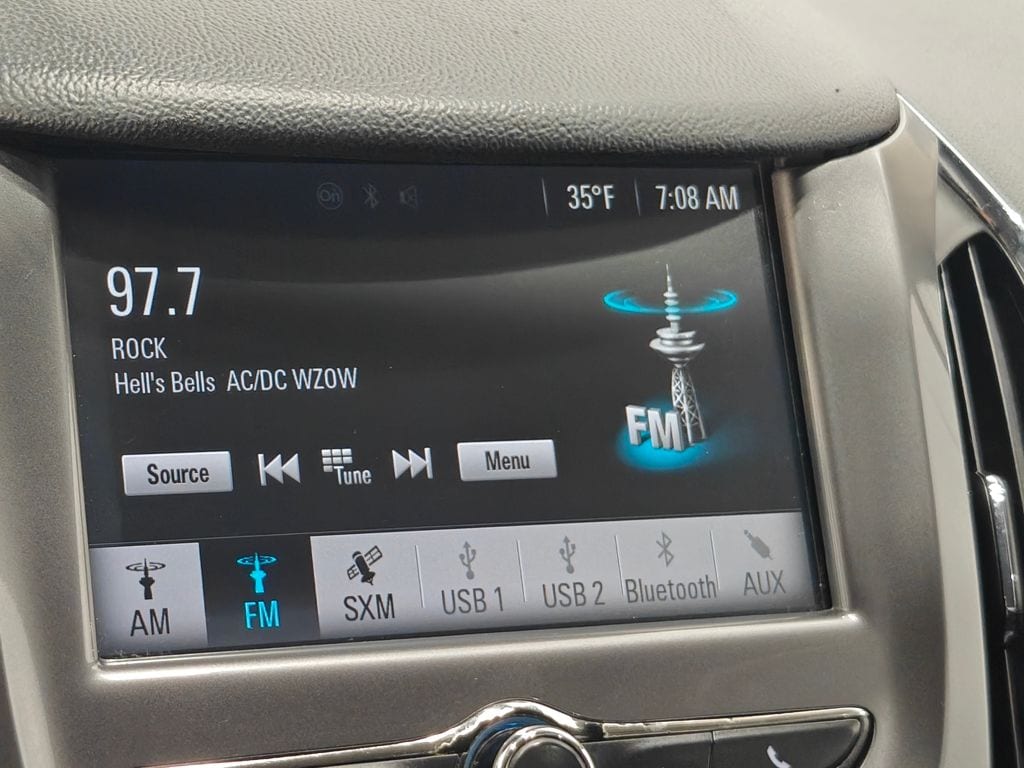 On
35°F 7:08 AM
97.7
ROCK
Hell's Bells AC/DC WZOW
FM
Source Tune Menu
AM FM SXM USB 1 USB 2 Bluetooth AUX